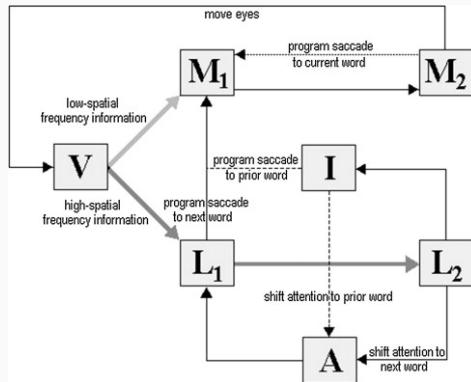 move eyes
program saccade
to current word
M1
M2
low-spatial
frequency information
V
program saccade
to prior word
I
high-spatial
frequency information
program saccade
to next word
L1
L2
shift attention to prior word
A
shift attention to
next word